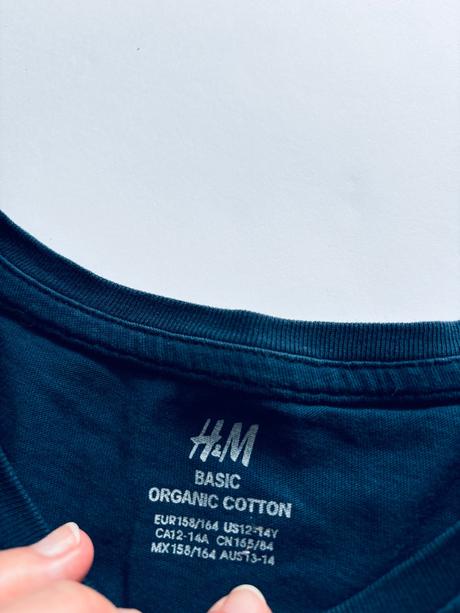 H&M
BASIC
ORGANIC COTTON
EUR158/164 US12-14Y
CA12-14A CN165/84
MX158/164 AUS13-14